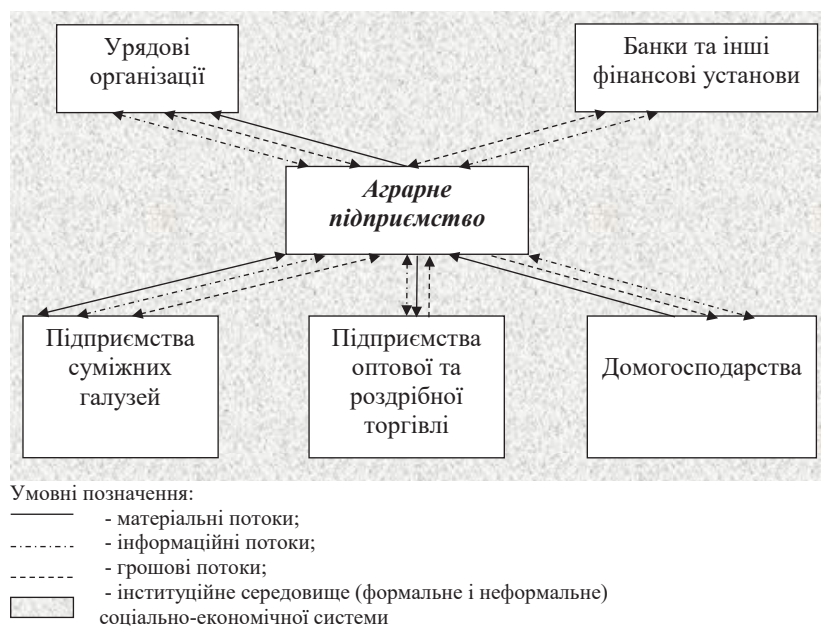 Урядові
організації
Банки та інші
фінансові установи
Аграрне
підприємство
Підприємства
суміжних
галузей
Підприємства
оптової та
роздрібної
торгівлі
Домогосподарства
Умовні позначення:
- матеріальні потоки;
- інформаційні потоки;
- грошові потоки;
- інституційне середовище (формальне і неформальне)
соціально-економічної системи